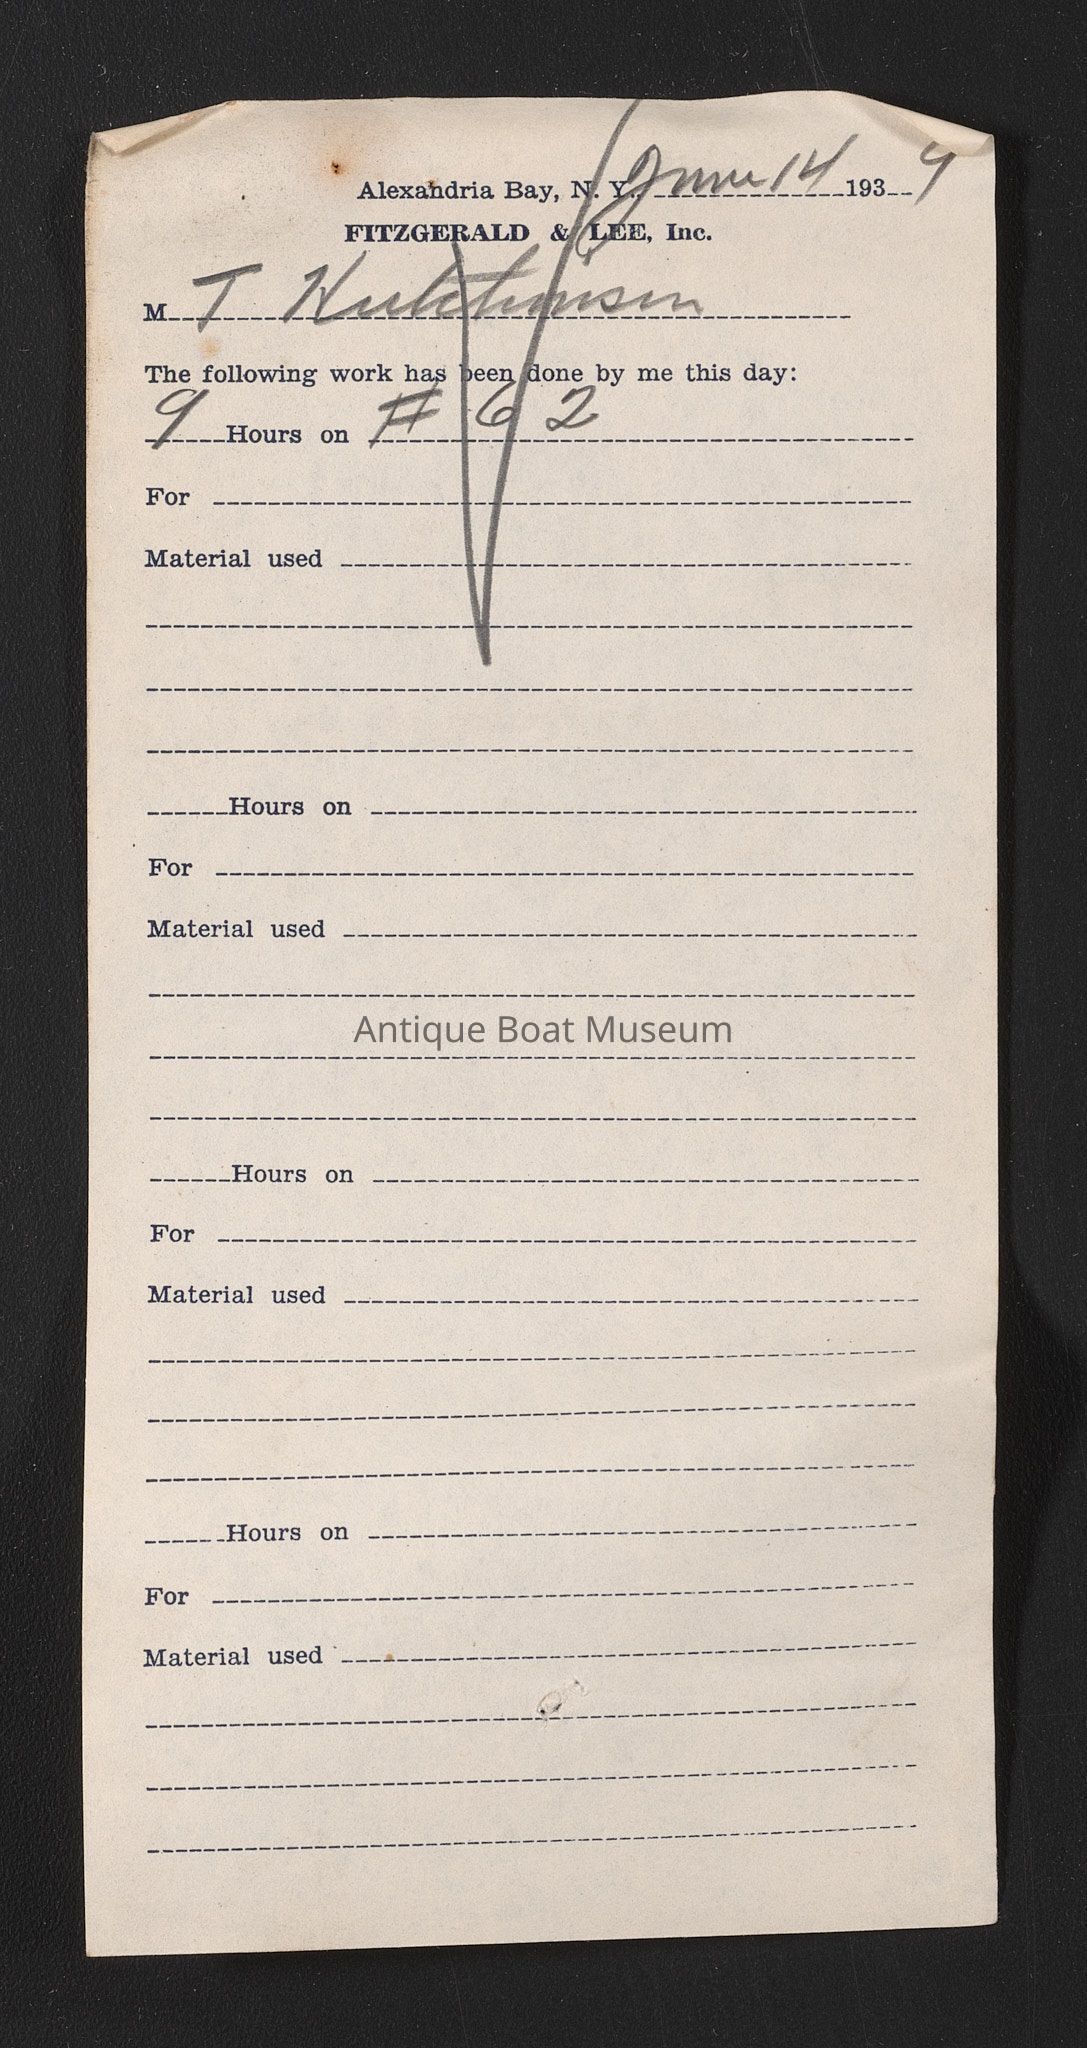 Alexandria Bay, N. Y., June 14 1939
FITZGERALD & LEE, Inc.
M T Hutchinson
The following work has been done by me this day:
9 Hours on # 62
For
Material used
Hours on
For
Material used
Antique Boat Museum
Hours on
For
Material used
Hours on
For
Material used